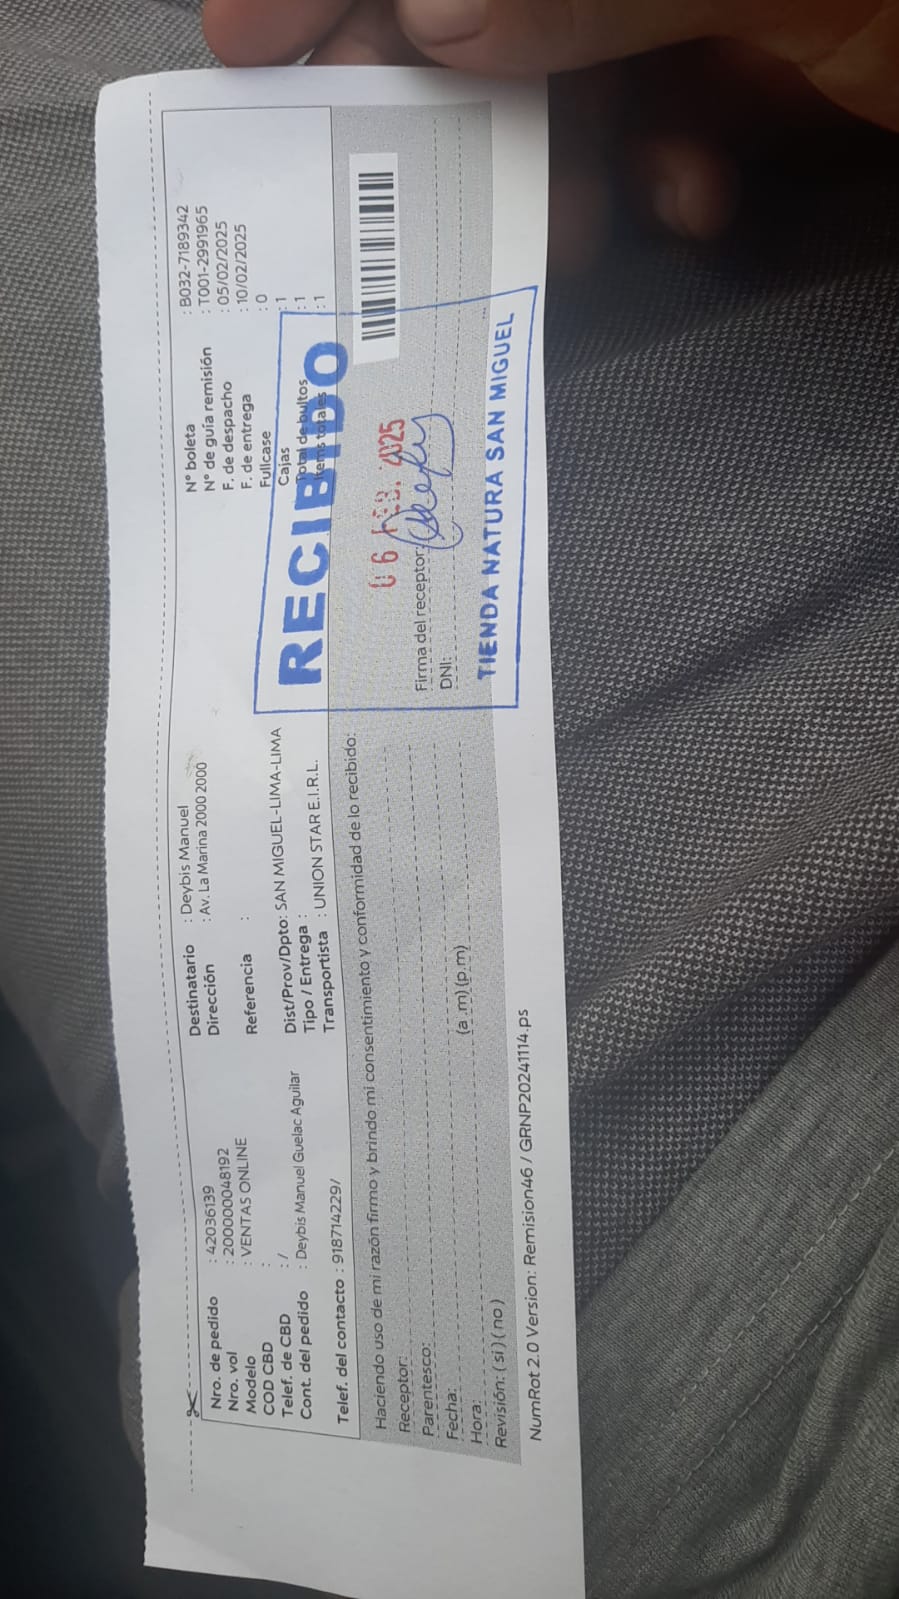 Nro. de pedido : 42036139
Nro. vol : 200000048192
Modelo : VENTAS ONLINE
COD CBD :
Telef. de CBD : /
Cont. del pedido : Deybis Manuel Guelac Aguilar
Telef. del contacto : 918714229/
Destinatario : Deybis Manuel
Dirección : Av. La Marina 2000 2000
Referencia :
Dist/Prov/Dpto: SAN MIGUEL-LIMA-LIMA
Tipo / Entrega :
Transportista : UNION STAR E.I.R.L.
N° boleta : B032-7189342
N° de guía remisión : T001-2991965
F. de despacho : 05/02/2025
F. de entrega : 10/02/2025
Fullcase : 0
Cajas : 1
Total de bultos : 1
Items totales : 1
Haciendo uso de mi razón firmo y brindo mi consentimiento y conformidad de lo recibido:
Receptor:
Parentesco:
Fecha:
Hora: (a .m) (p.m)
Revisión: ( si ) ( no )
Firma del receptor:
DNI:
RECIBIDO
06 FEB. 2025
TIENDA NATURA SAN MIGUEL
NumRot 2.0 Version: Remision46 / GRNP20241114.ps